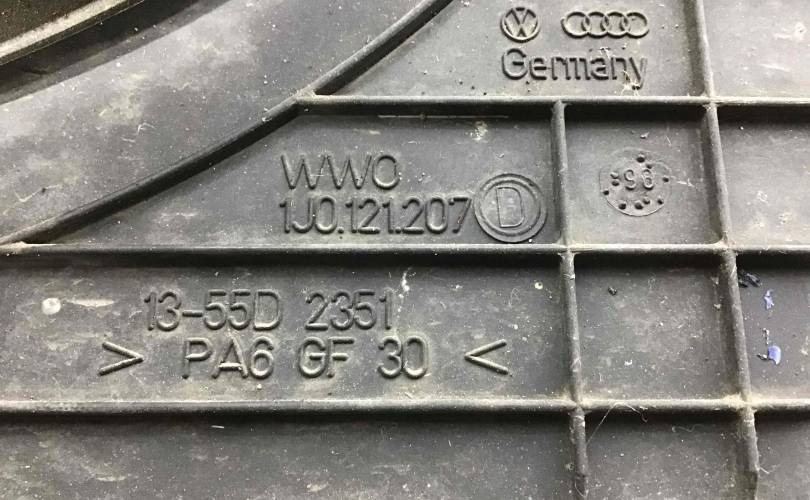 Germany
WWO
1J0.121.207 D
98
13-55D 2351
> PA6 GF 30 <